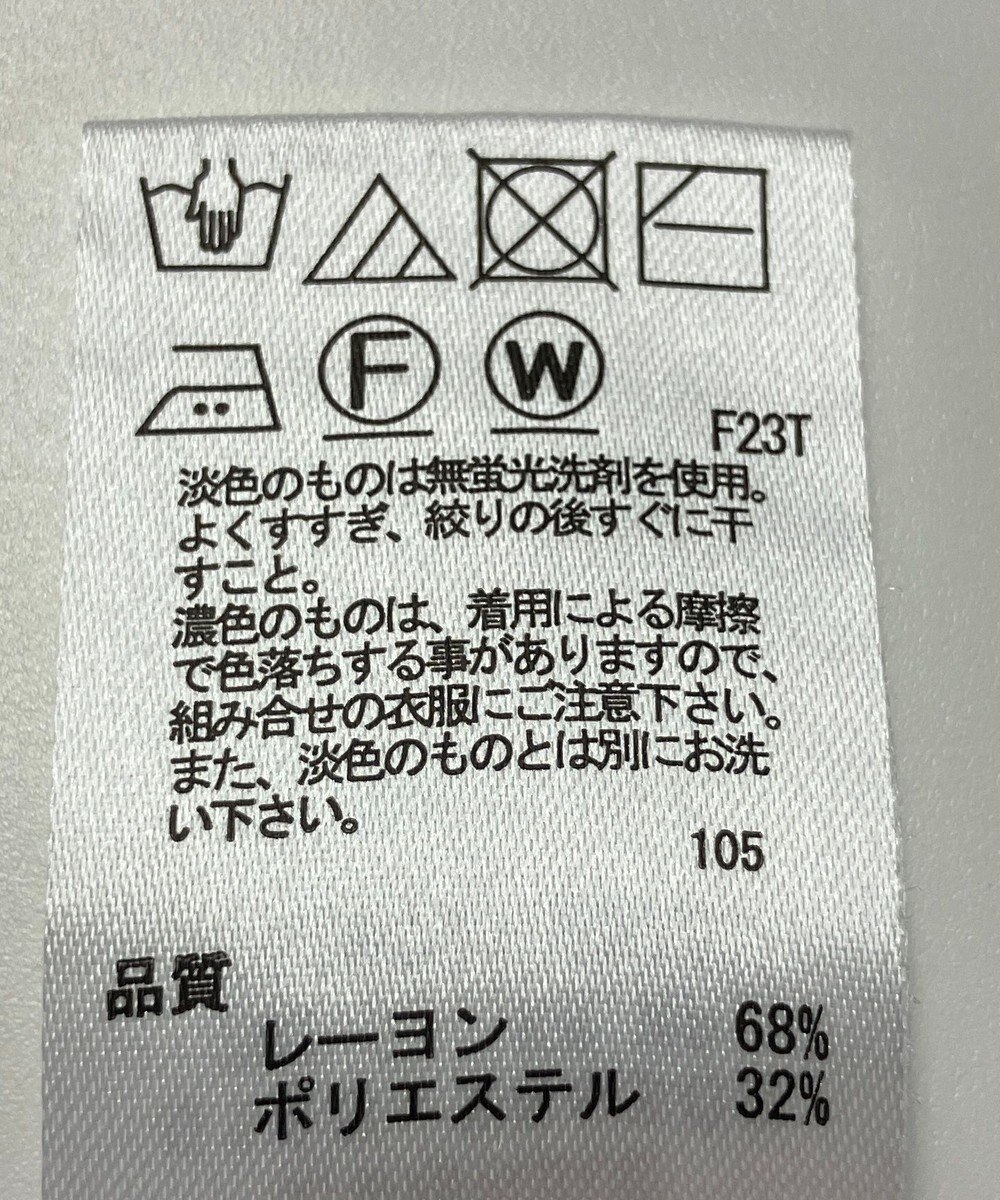 F
W
F23T
淡色のものは無蛍光洗剤を使用。
よくすすぎ、絞りの後すぐに干
すこと。
濃色のものは、着用による摩擦
で色落ちする事がありますので、
組み合せの衣服にご注意下さい。
また、淡色のものとは別にお洗
い下さい。
105
品質
レーヨン 68%
ポリエステル 32%